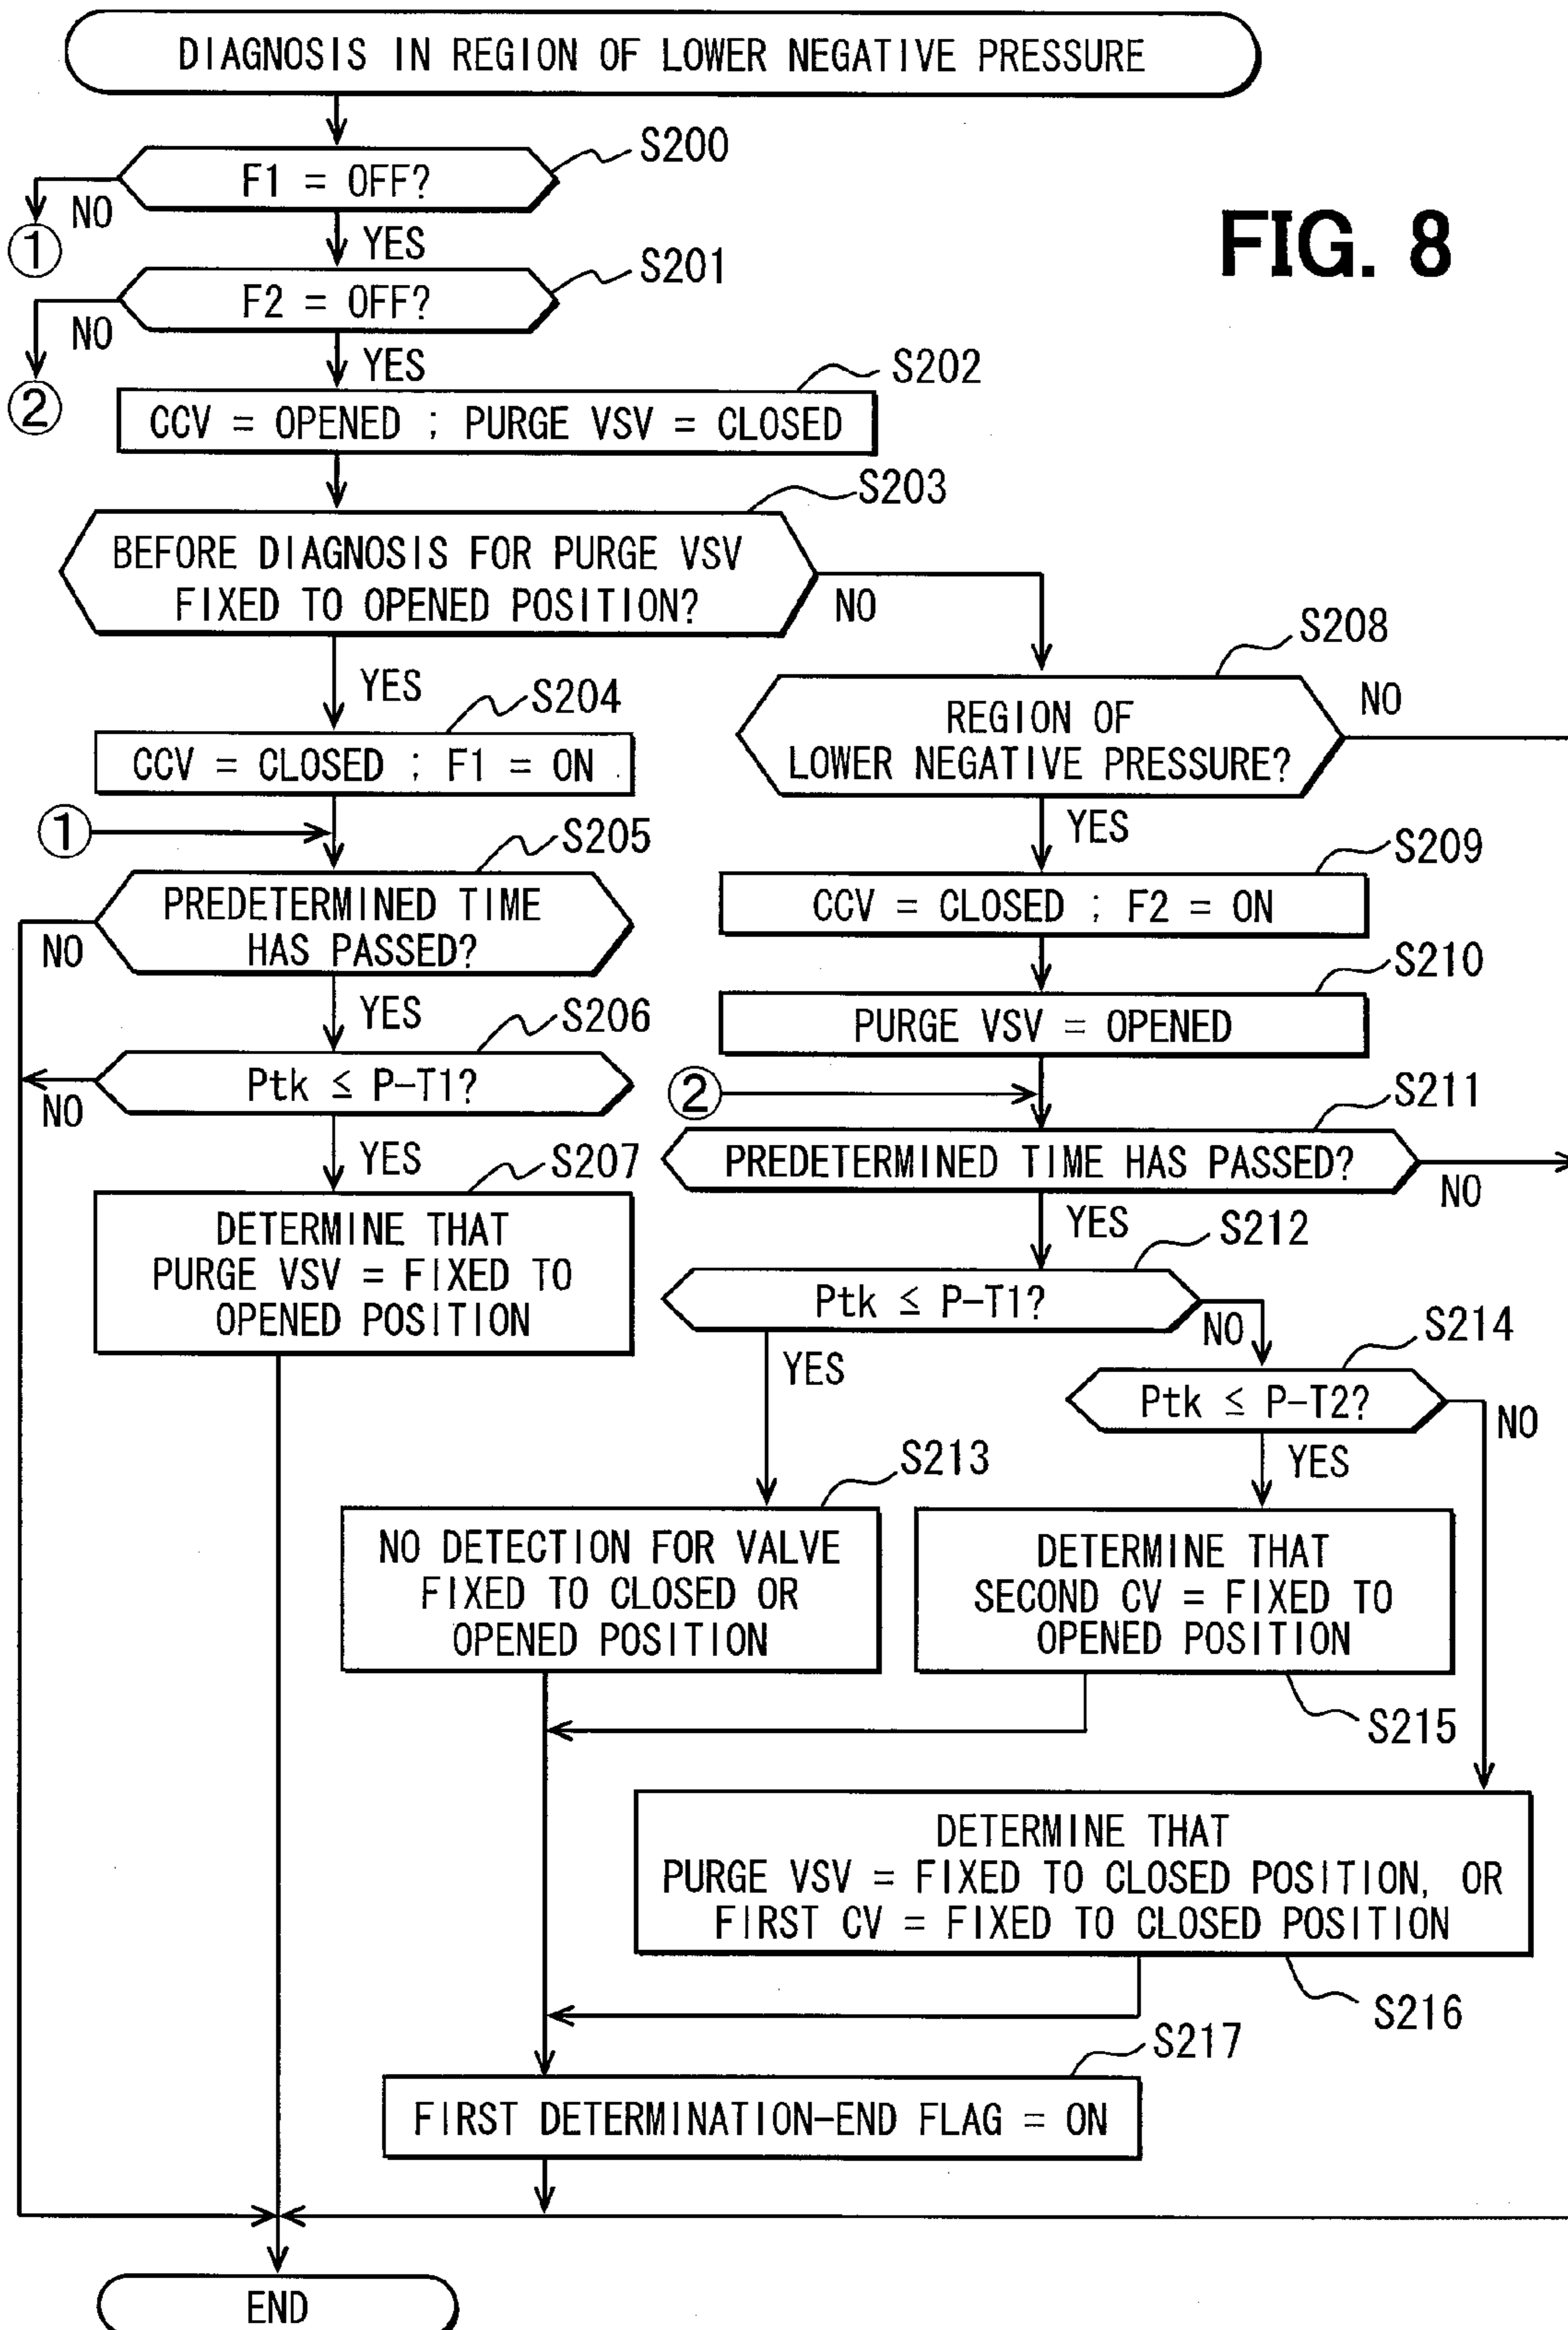 DIAGNOSIS IN REGION OF LOWER NEGATIVE PRESSURE
S200
F1 = OFF?
NO
①
YES
FIG. 8
S201
F2 = OFF?
NO
②
YES
S202
CCV = OPENED ; PURGE VSV = CLOSED
S203
BEFORE DIAGNOSIS FOR PURGE VSV
FIXED TO OPENED POSITION?
NO
YES
S204
CCV = CLOSED ; F1 = ON
①
S205
PREDETERMINED TIME
HAS PASSED?
NO
YES
S206
Ptk ≤ P-T1?
NO
YES
S207
DETERMINE THAT
PURGE VSV = FIXED TO
OPENED POSITION
S208
REGION OF
LOWER NEGATIVE PRESSURE?
NO
YES
S209
CCV = CLOSED ; F2 = ON
S210
PURGE VSV = OPENED
②
S211
PREDETERMINED TIME HAS PASSED?
NO
YES
S212
Ptk ≤ P-T1?
NO
YES
S214
Ptk ≤ P-T2?
NO
YES
S213
NO DETECTION FOR VALVE
FIXED TO CLOSED OR
OPENED POSITION
DETERMINE THAT
SECOND CV = FIXED TO
OPENED POSITION
S215
DETERMINE THAT
PURGE VSV = FIXED TO CLOSED POSITION, OR
FIRST CV = FIXED TO CLOSED POSITION
S216
S217
FIRST DETERMINATION-END FLAG = ON
END